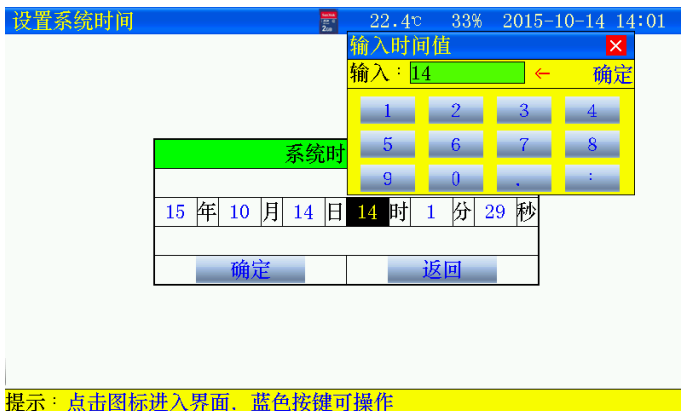 设置系统时间 22.4℃ 33% 2015-10-14 14:01
输入时间值 ×
输入:14 ← 确定
1 2 3 4
5 6 7 8
9 0 . :
系统时
15 年 10 月 14 日 14 时 1 分 29 秒
确定 返回
提示:点击图标进入界面．蓝色按键可操作